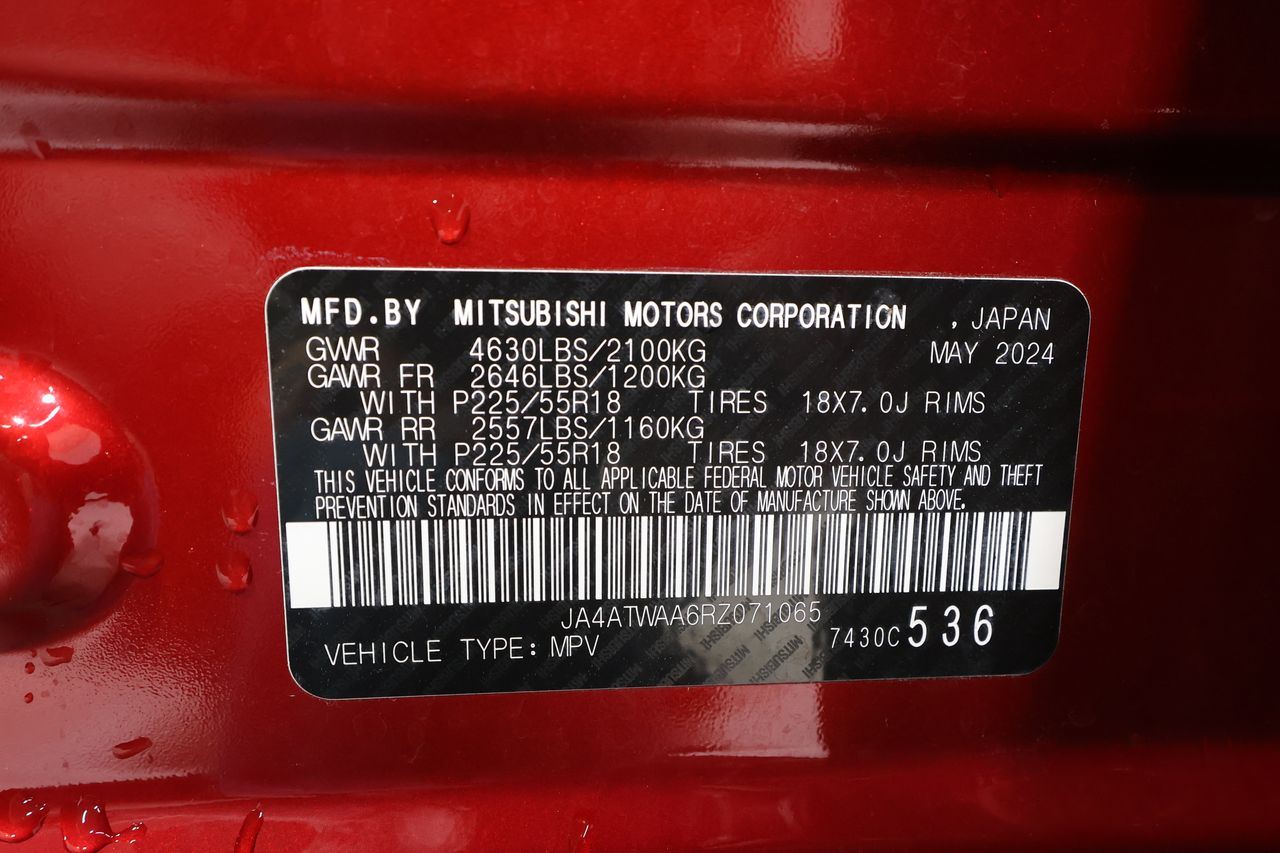 MFD.BY MITSUBISHI MOTORS CORPORATION , JAPAN
GVWR 4630LBS/2100KG MAY 2024
GAWR FR 2646LBS/1200KG
WITH P225/55R18 TIRES 18X7.0J RIMS
GAWR RR 2557LBS/1160KG
WITH P225/55R18 TIRES 18X7.0J RIMS
THIS VEHICLE CONFORMS TO ALL APPLICABLE FEDERAL MOTOR VEHICLE SAFETY AND THEFT
PREVENTION STANDARDS IN EFFECT ON THE DATE OF MANUFACTURE SHOWN ABOVE.
JA4ATWAA6RZ071065
VEHICLE TYPE: MPV 7430C 536